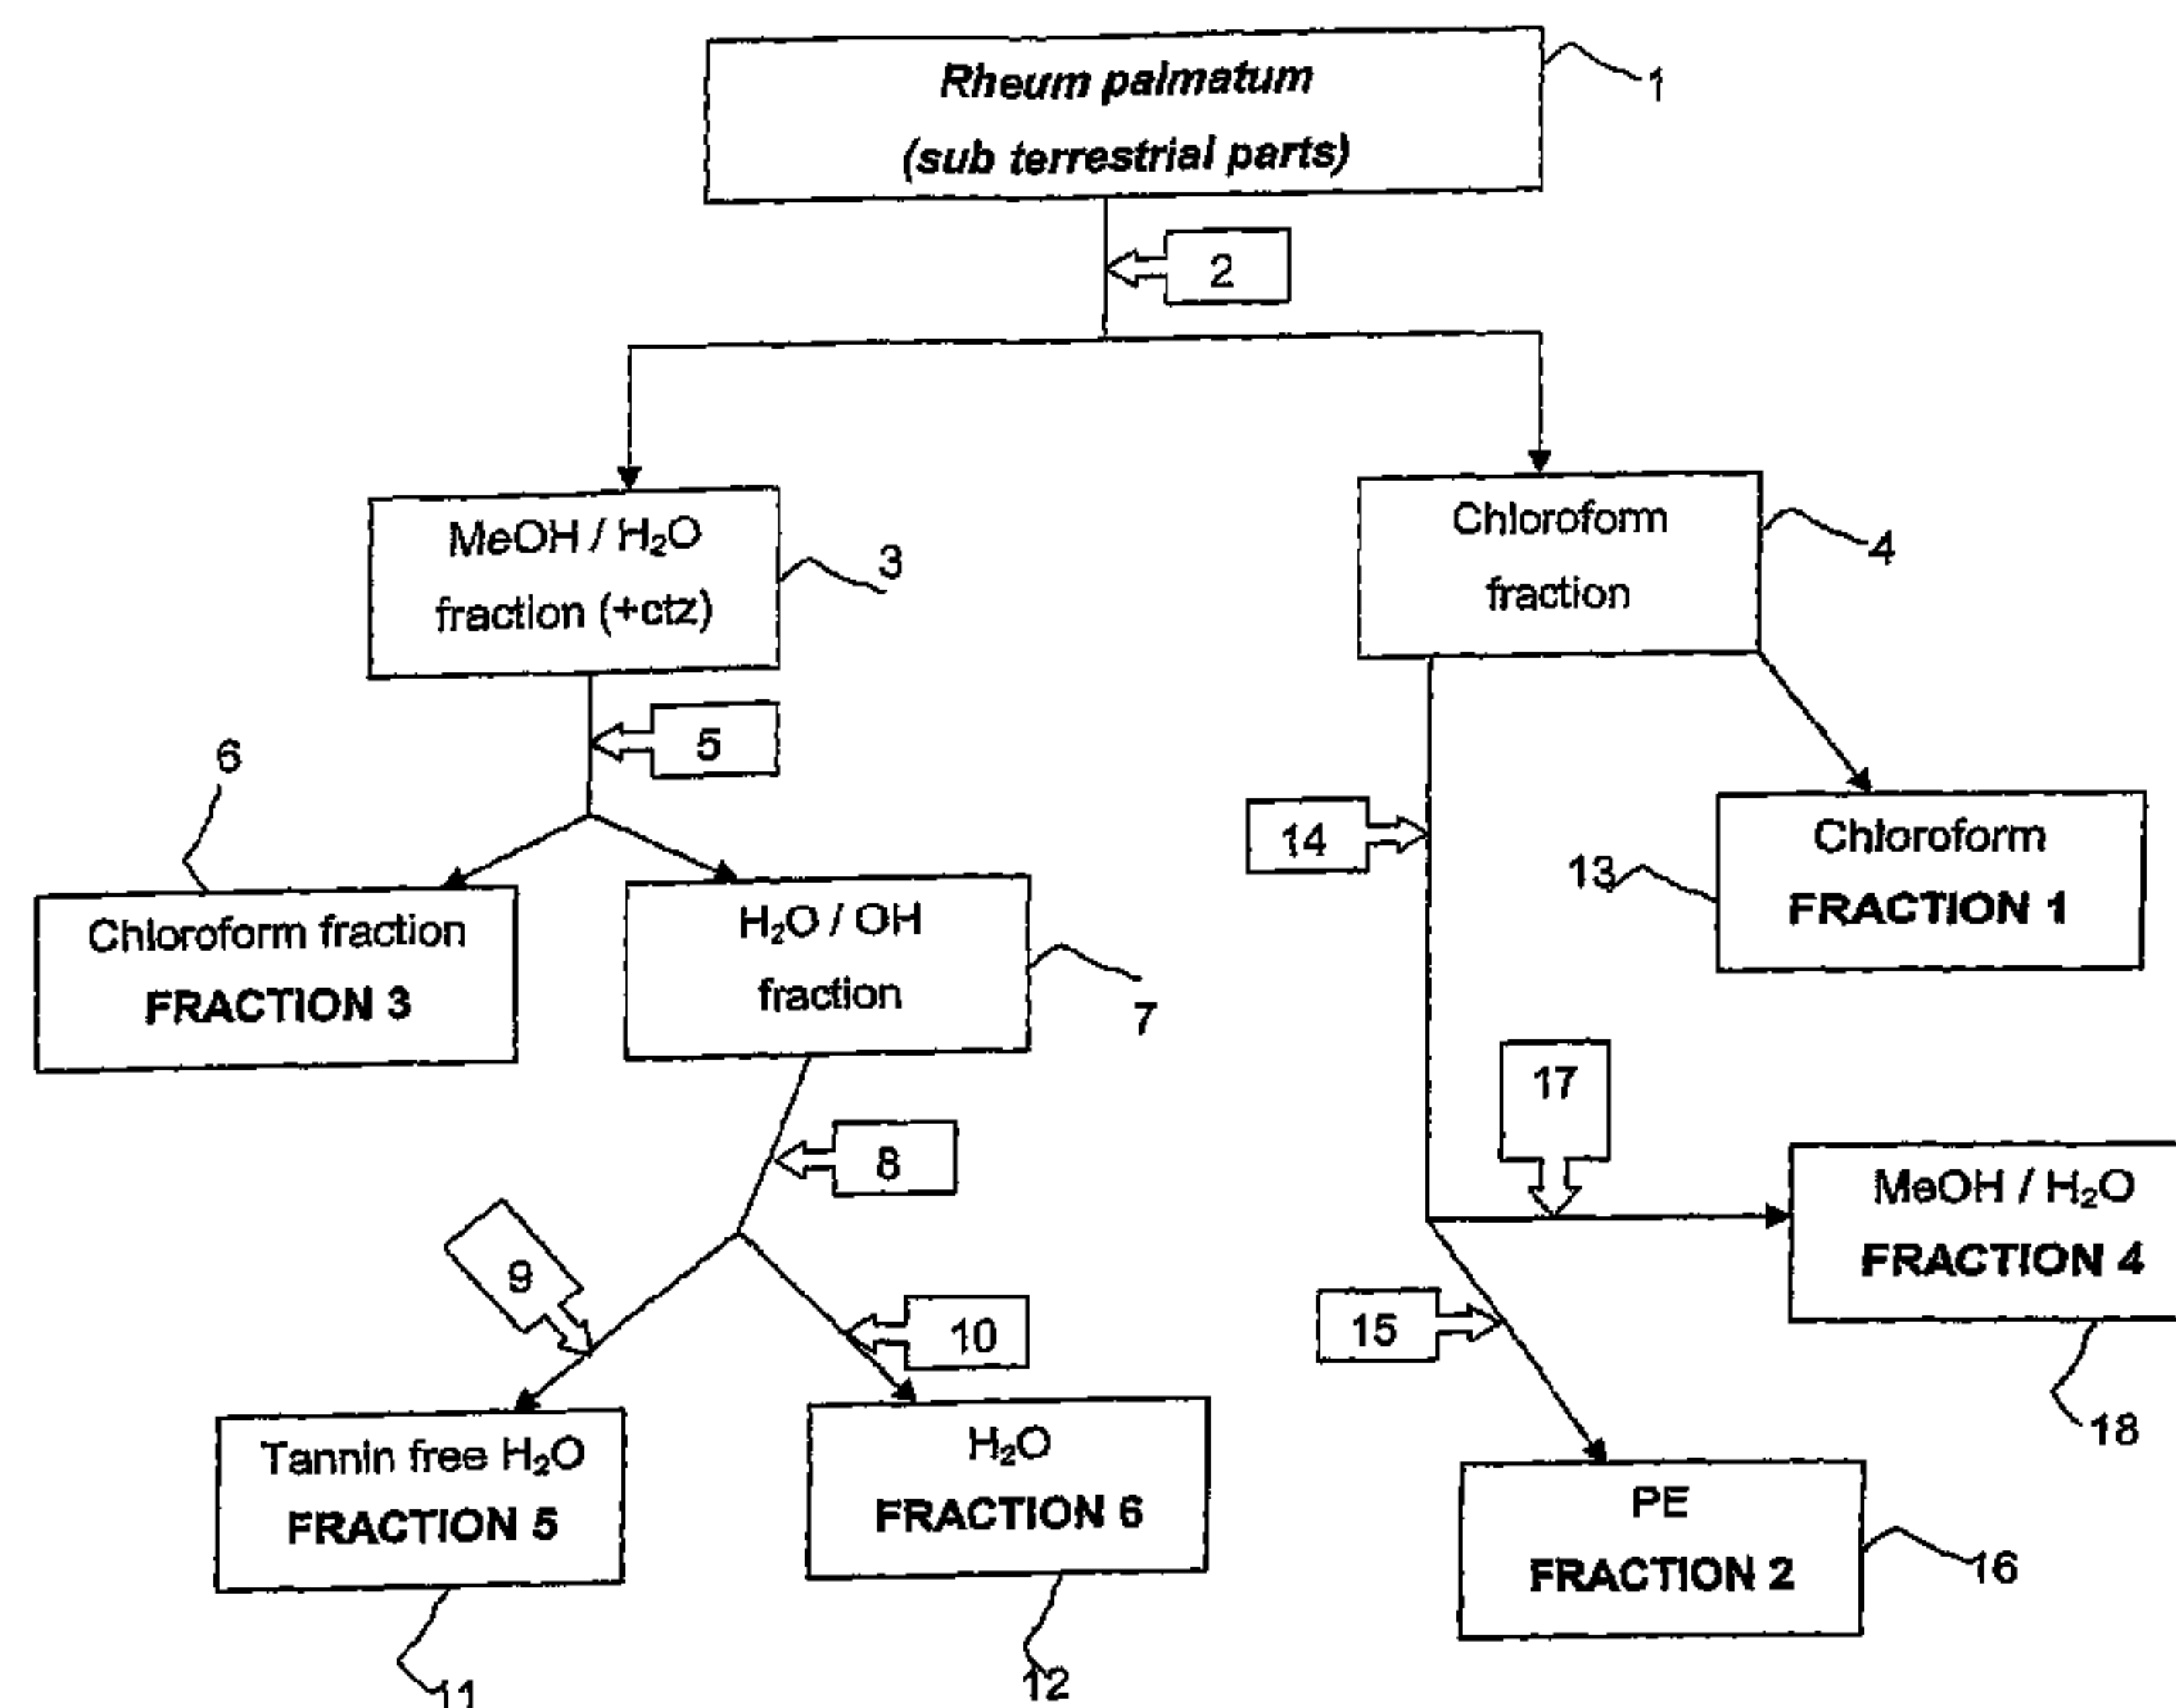 Rheum palmatum
(sub terrestrial parts)
1
2
MeOH / H₂O
fraction (+ctz)
3
Chloroform
fraction
4
5
6
Chloroform fraction
FRACTION 3
H₂O / OH
fraction
7
14
Chloroform
FRACTION 1
13
8
17
MeOH / H₂O
FRACTION 4
18
9
10
15
Tannin free H₂O
FRACTION 5
11
H₂O
FRACTION 6
12
PE
FRACTION 2
16